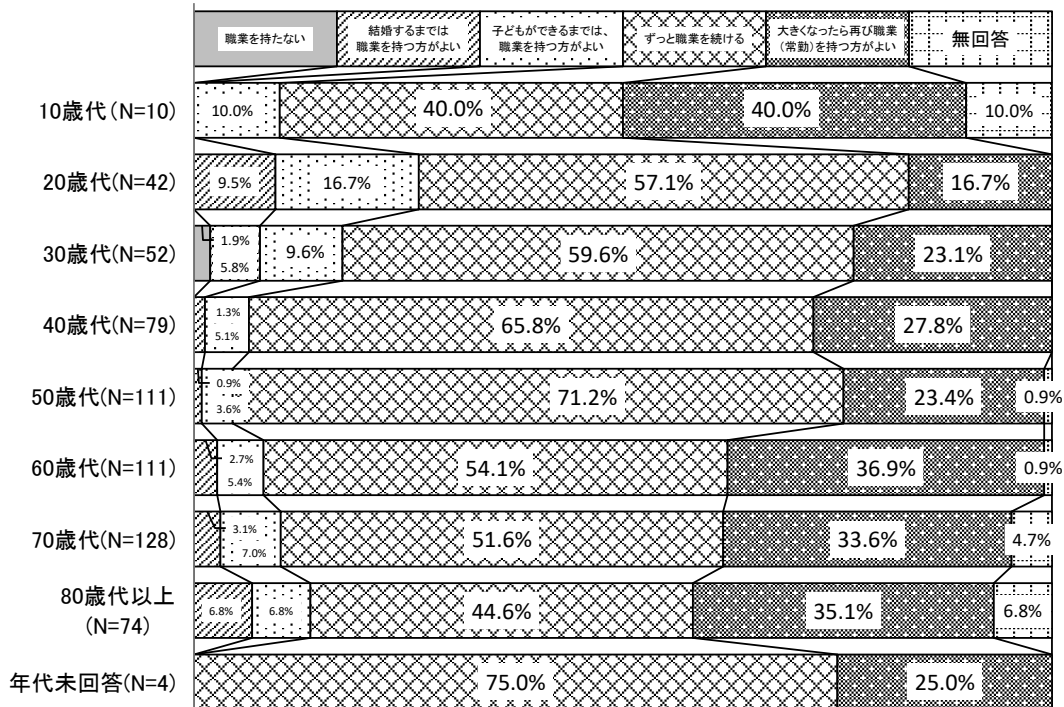 職業を持たない
結婚するまでは
職業を持つ方がよい
子どもができるまでは、
職業を持つ方がよい
ずっと職業を続ける
大きくなったら再び職業
(常勤)を持つ方がよい
無回答
10歳代(N=10)
10.0%
40.0%
40.0%
10.0%
20歳代(N=42)
9.5%
16.7%
57.1%
16.7%
30歳代(N=52)
1.9%
5.8%
9.6%
59.6%
23.1%
40歳代(N=79)
1.3%
5.1%
65.8%
27.8%
50歳代(N=111)
0.9%
3.6%
71.2%
23.4%
0.9%
60歳代(N=111)
2.7%
5.4%
54.1%
36.9%
0.9%
70歳代(N=128)
3.1%
7.0%
51.6%
33.6%
4.7%
80歳代以上
(N=74)
6.8%
6.8%
44.6%
35.1%
6.8%
年代未回答(N=4)
75.0%
25.0%